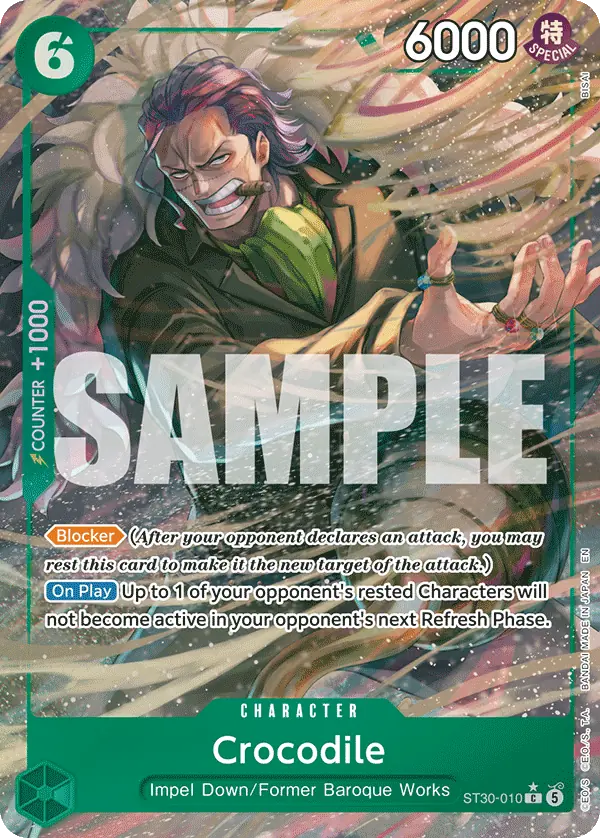 6
6000
特
SPECIAL
BISAI
COUNTER +1000
SAMPLE
Blocker (After your opponent declares an attack, you may
rest this card to make it the new target of the attack.)
On Play Up to 1 of your opponent's rested Characters will
not become active in your opponent's next Refresh Phase.
CHARACTER
Crocodile
Impel Down/Former Baroque Works
ST30-010 C 5
©E.O/S ©E.O./S., T.A. BANDAI MADE IN JAPAN EN